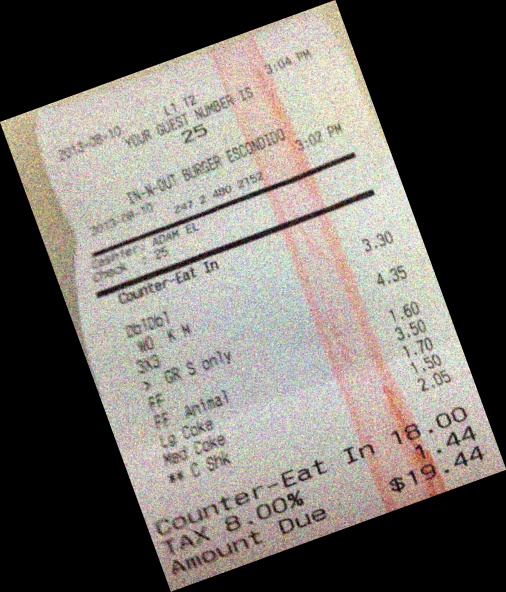 L1 T2
2013-08-10 3:04 PM
YOUR GUEST NUMBER IS
25
IN-N-OUT BURGER ESCONDIDO
2013-08-10 3:02 PM
247 2 480 2152
Cashier: ADAM EL
Check : 25
Counter-Eat In
DblDbl 3.30
WO K M
3X3 4.35
> GR S only
FF 1.60
FF Animal 3.50
Lg Coke 1.70
Med Coke 1.50
** C Shk 2.05
Counter-Eat In 18.00
TAX 8.00% 1.44
Amount Due $19.44